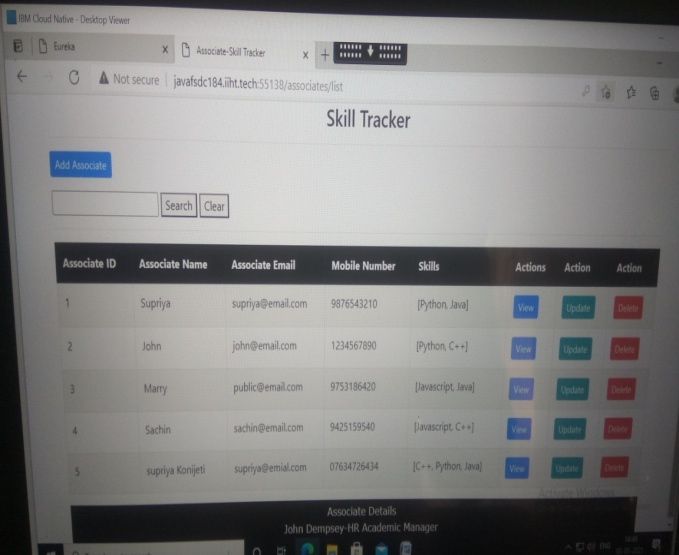 IBM Cloud Native - Desktop Viewer
Eureka x Associate-Skill Tracker x +
Not secure | javafsdc184.iiht.tech:55138/associates/list
Skill Tracker
Add Associate
Search Clear
Associate ID Associate Name Associate Email Mobile Number Skills Actions Action Action
1 Supriya supriya@email.com 9876543210 [Python, Java] View Update Delete
2 John john@email.com 1234567890 [Python, C++] View Update Delete
3 Marry public@email.com 9753186420 [Javascript, Java] View Update Delete
4 Sachin sachin@email.com 9425159540 [Javascript, C++] View Update Delete
5 supriya Konijeti supriya@emial.com 07634726434 [C++, Python, Java] View Update Delete
Activate Windows
Associate Details
John Dempsey-HR Academic Manager
ENG